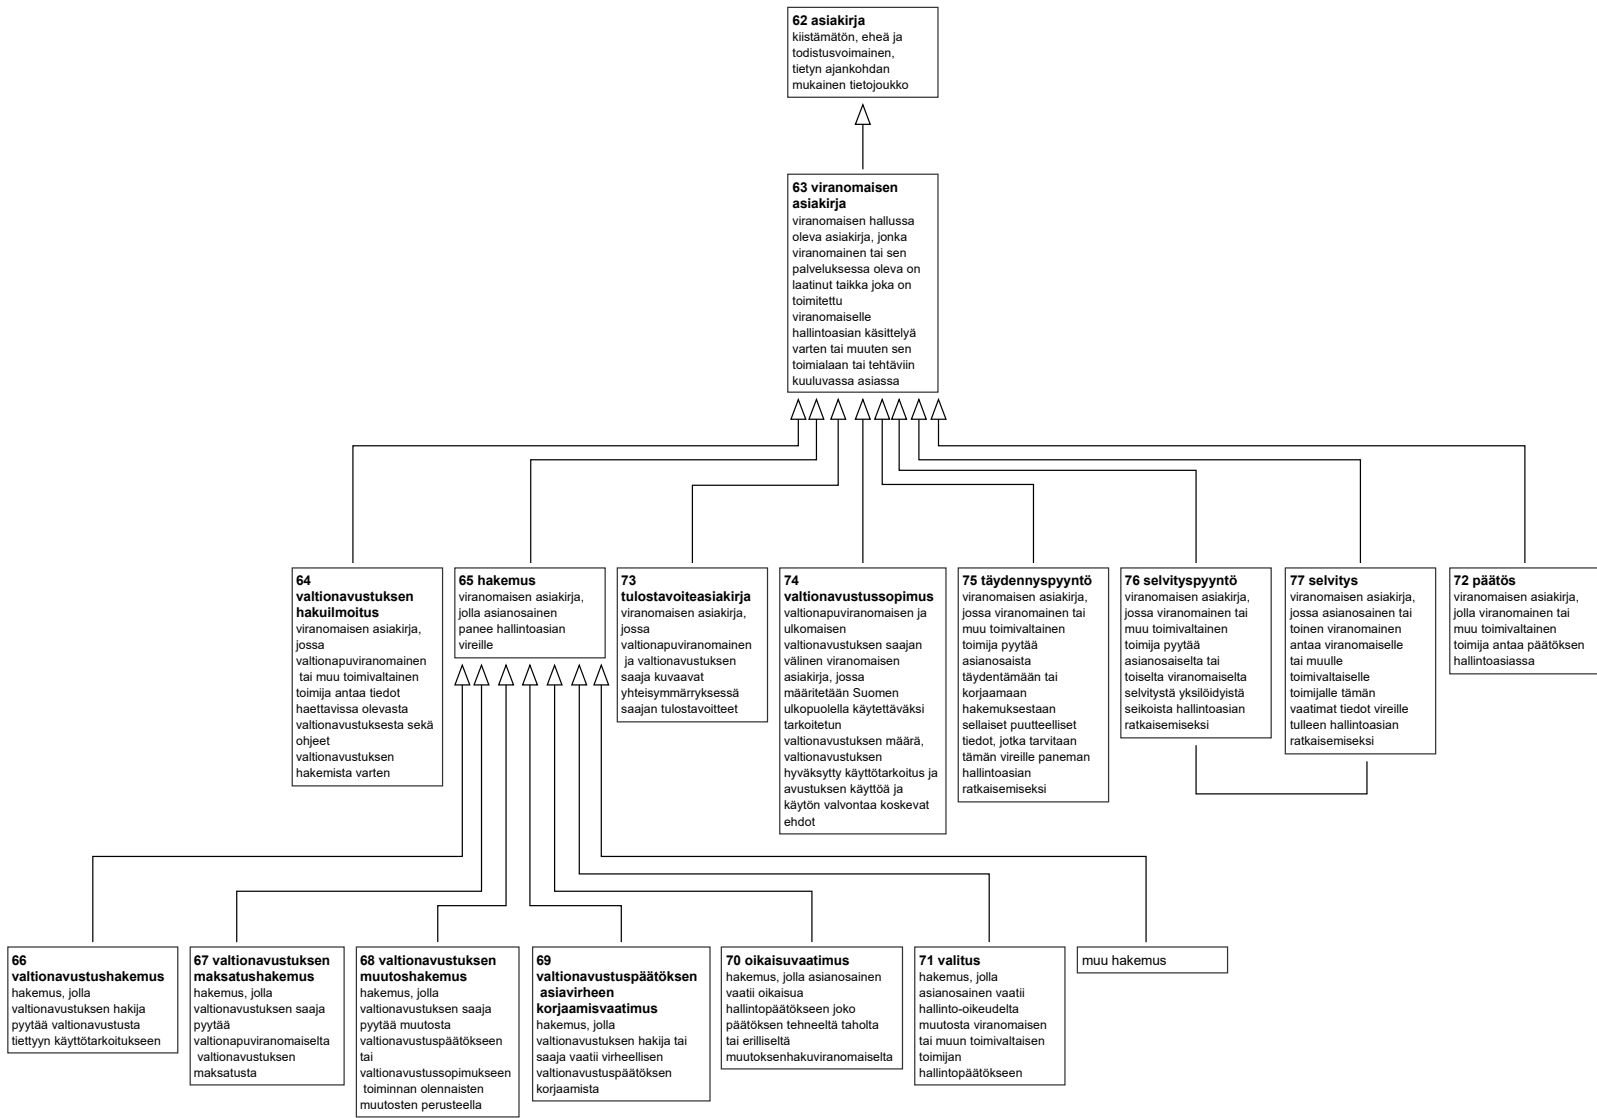 62 asiakirja
kiistämätön, eheä ja
todistusvoimainen,
tietyn ajankohdan
mukainen tietojoukko
63 viranomaisen
asiakirja
viranomaisen hallussa
oleva asiakirja, jonka
viranomainen tai sen
palveluksessa oleva on
laatinut taikka joka on
toimitettu
viranomaiselle
hallintoasian käsittelyä
varten tai muuten sen
toimialaan tai tehtäviin
kuuluvassa asiassa
64
valtionavustuksen
hakuilmoitus
viranomaisen asiakirja,
jossa
valtionapuviranomainen
tai muu toimivaltainen
toimija antaa tiedot
haettavissa olevasta
valtionavustuksesta sekä
ohjeet
valtionavustuksen
hakemista varten
65 hakemus
viranomaisen asiakirja,
jolla asianosainen
panee hallintoasian
vireille
73
tulostavoiteasiakirja
viranomaisen asiakirja,
jossa
valtionapuviranomainen
ja valtionavustuksen
saaja kuvaavat
yhteisymmärryksessä
saajan tulostavoitteet
74
valtionavustussopimus
valtionapuviranomaisen ja
ulkomaisen
valtionavustuksen saajan
välinen viranomaisen
asiakirja, jossa
määritetään Suomen
ulkopuolella käytettäväksi
tarkoitetun
valtionavustuksen määrä,
valtionavustuksen
hyväksytty käyttötarkoitus ja
avustuksen käyttöä ja
käytön valvontaa koskevat
ehdot
75 täydennyspyyntö
viranomaisen asiakirja,
jossa viranomainen tai
muu toimivaltainen
toimija pyytää
asianosaista
täydentämään tai
korjaamaan
hakemuksestaan
sellaiset puutteelliset
tiedot, jotka tarvitaan
tämän vireille paneman
hallintoasian
ratkaisemiseksi
76 selvityspyyntö
viranomaisen asiakirja,
jossa viranomainen tai
muu toimivaltainen
toimija pyytää
asianosaiselta tai
toiselta viranomaiselta
selvitystä yksilöidyistä
seikoista hallintoasian
ratkaisemiseksi
77 selvitys
viranomaisen asiakirja,
jossa asianosainen tai
toinen viranomainen
antaa viranomaiselle
tai muulle
toimivaltaiselle
toimijalle tämän
vaatimat tiedot vireille
tulleen hallintoasian
ratkaisemiseksi
72 päätös
viranomaisen asiakirja,
jolla viranomainen tai
muu toimivaltainen
toimija antaa päätöksen
hallintoasiassa
66
valtionavustushakemus
hakemus, jolla
valtionavustuksen hakija
pyytää valtionavustusta
tiettyyn käyttötarkoitukseen
67 valtionavustuksen
maksatushakemus
hakemus, jolla
valtionavustuksen saaja
pyytää
valtionapuviranomaiselta
valtionavustuksen
maksatusta
68 valtionavustuksen
muutoshakemus
hakemus, jolla
valtionavustuksen saaja
pyytää muutosta
valtionavustuspäätökseen
tai
valtionavustussopimukseen
toiminnan olennaisten
muutosten perusteella
69
valtionavustuspäätöksen
asiavirheen
korjaamisvaatimus
hakemus, jolla
valtionavustuksen hakija tai
saaja vaatii virheellisen
valtionavustuspäätöksen
korjaamista
70 oikaisuvaatimus
hakemus, jolla asianosainen
vaatii oikaisua
hallintopäätökseen joko
päätöksen tehneeltä taholta
tai erilliseltä
muutoksenhakuviranomaiselta
71 valitus
hakemus, jolla
asianosainen vaatii
hallinto-oikeudelta
muutosta viranomaisen
tai muun toimivaltaisen
toimijan
hallintopäätökseen
muu hakemus